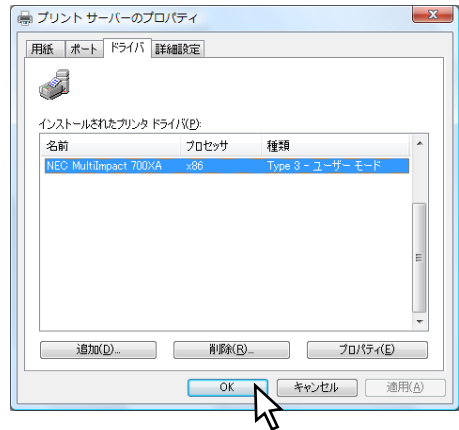 プリント サーバーのプロパティ
用紙 ポート ドライバ 詳細設定
インストールされたプリンタ ドライバ(P):
名前 プロセッサ 種類
NEC MultiImpact 700XA x86 Type 3 - ユーザー モード
追加(D)... 削除(R)... プロパティ(E)
OK キャンセル 適用(A)